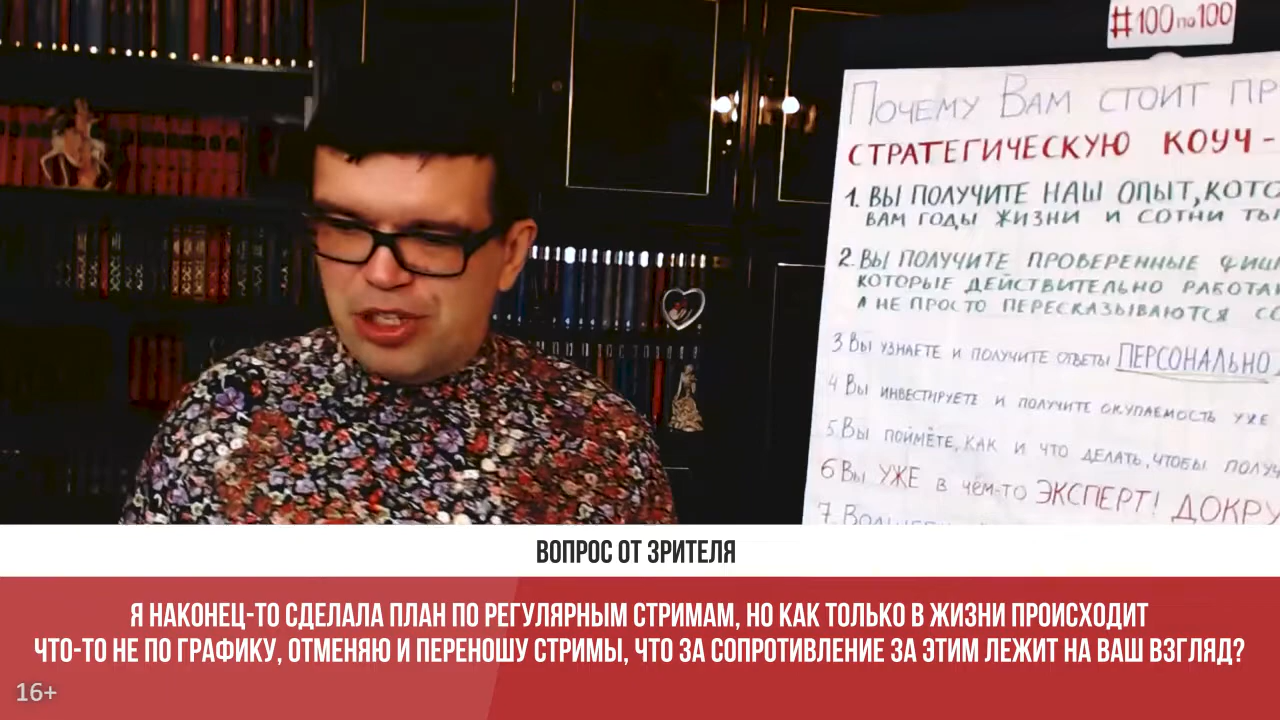 #100по100
Почему Вам стоит пр
СТРАТЕГИЧЕСКУЮ КОУЧ-
1. ВЫ ПОЛУЧИТЕ НАШ ОПЫТ, КОТО
ВАМ ГОДЫ ЖИЗНИ И СОТНИ ТЫ
2. ВЫ ПОЛУЧИТЕ ПРОВЕРЕННЫЕ ФИШ
КОТОРЫЕ ДЕЙСТВИТЕЛЬНО РАБОТА
А НЕ ПРОСТО ПЕРЕСКАЗЫВАЮТСЯ
3 Вы узнаете и получите ответы ПЕРСОНАЛЬНО
4 Вы инвестируете и получите окупаемость уже
5. Вы поймёте, как и что делать, чтобы получ
6 Вы УЖЕ в чём-то ЭКСПЕРТ! ДОКРУ
7.
ВОПРОС ОТ ЗРИТЕЛЯ
Я НАКОНЕЦ-ТО СДЕЛАЛА ПЛАН ПО РЕГУЛЯРНЫМ СТРИМАМ, НО КАК ТОЛЬКО В ЖИЗНИ ПРОИСХОДИТ
ЧТО-ТО НЕ ПО ГРАФИКУ, ОТМЕНЯЮ И ПЕРЕНОШУ СТРИМЫ, ЧТО ЗА СОПРОТИВЛЕНИЕ ЗА ЭТИМ ЛЕЖИТ НА ВАШ ВЗГЛЯД?
16+